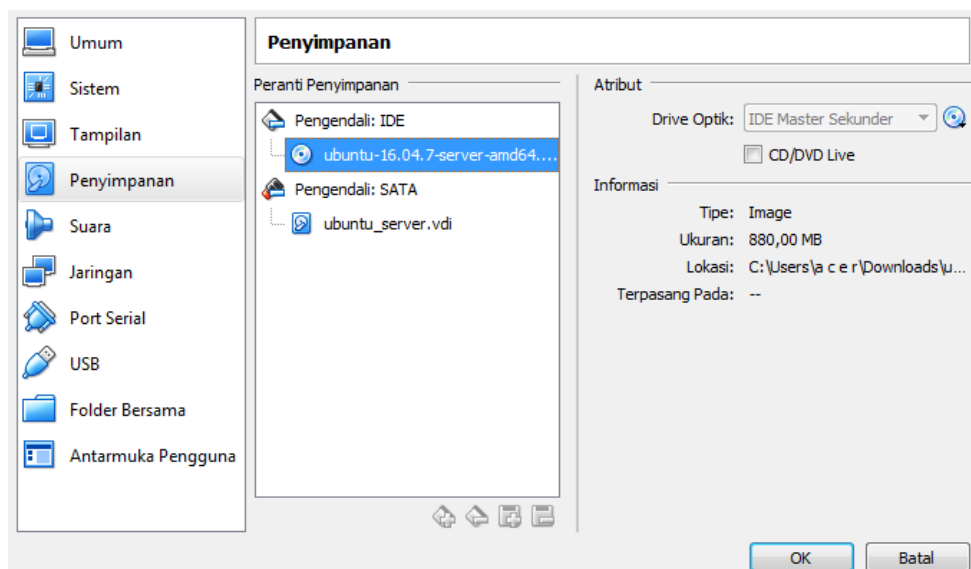 Umum
Sistem
Tampilan
Penyimpanan
Suara
Jaringan
Port Serial
USB
Folder Bersama
Antarmuka Pengguna
Penyimpanan
Peranti Penyimpanan
Pengendali: IDE
ubuntu-16.04.7-server-amd64....
Pengendali: SATA
ubuntu_server.vdi
Atribut
Drive Optik: IDE Master Sekunder
CD/DVD Live
Informasi
Tipe: Image
Ukuran: 880,00 MB
Lokasi: C:\Users\a c e r\Downloads\u...
Terpasang Pada: --
OK Batal